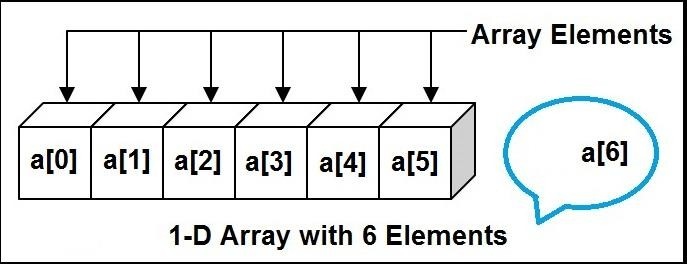 Array Elements
a[0] a[1] a[2] a[3] a[4] a[5] a[6]
1-D Array with 6 Elements